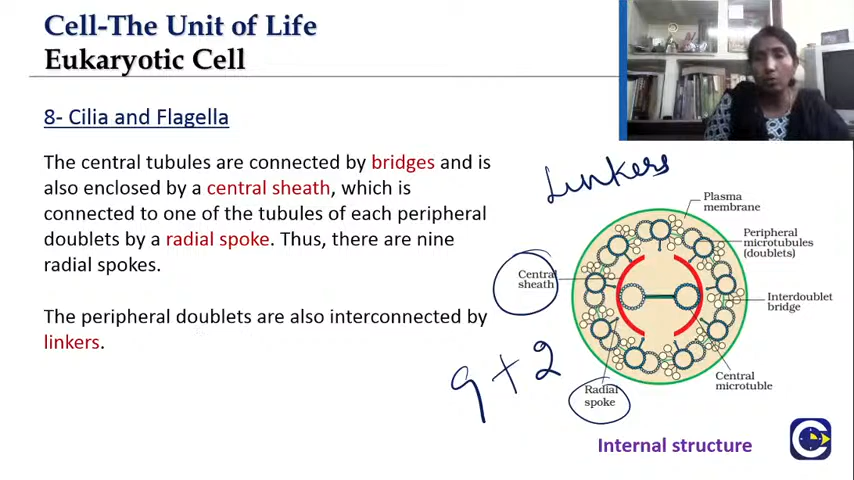 Cell-The Unit of Life
Eukaryotic Cell
8- Cilia and Flagella
The central tubules are connected by bridges and is
also enclosed by a central sheath, which is
connected to one of the tubules of each peripheral
doublets by a radial spoke. Thus, there are nine
radial spokes.
The peripheral doublets are also interconnected by
linkers.
Linkers
Plasma
membrane
Peripheral
microtubules
(doublets)
Central
sheath
Interdoublet
bridge
9+2
Central
microtuble
Radial
spoke
Internal structure